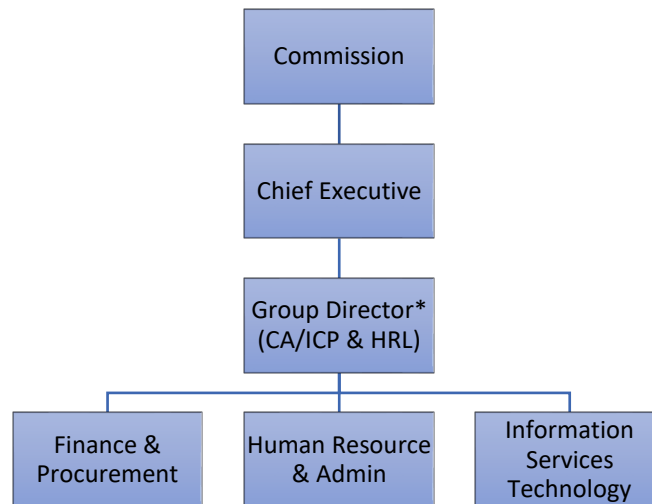 Commission
Chief Executive
Group Director*
(CA/ICP & HRL)
Finance &
Procurement
Human Resource
& Admin
Information
Services
Technology